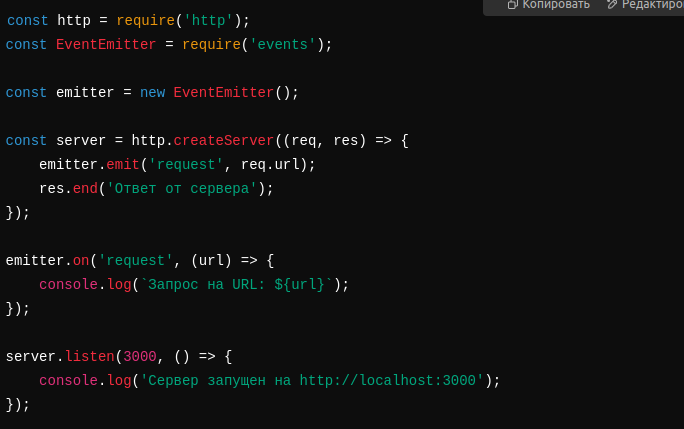 Копировать Редактиро
const http = require('http');
const EventEmitter = require('events');
const emitter = new EventEmitter();
const server = http.createServer((req, res) => {
    emitter.emit('request', req.url);
    res.end('Ответ от сервера');
});
emitter.on('request', (url) => {
    console.log(`Запрос на URL: ${url}`);
});
server.listen(3000, () => {
    console.log('Сервер запущен на http://localhost:3000');
});